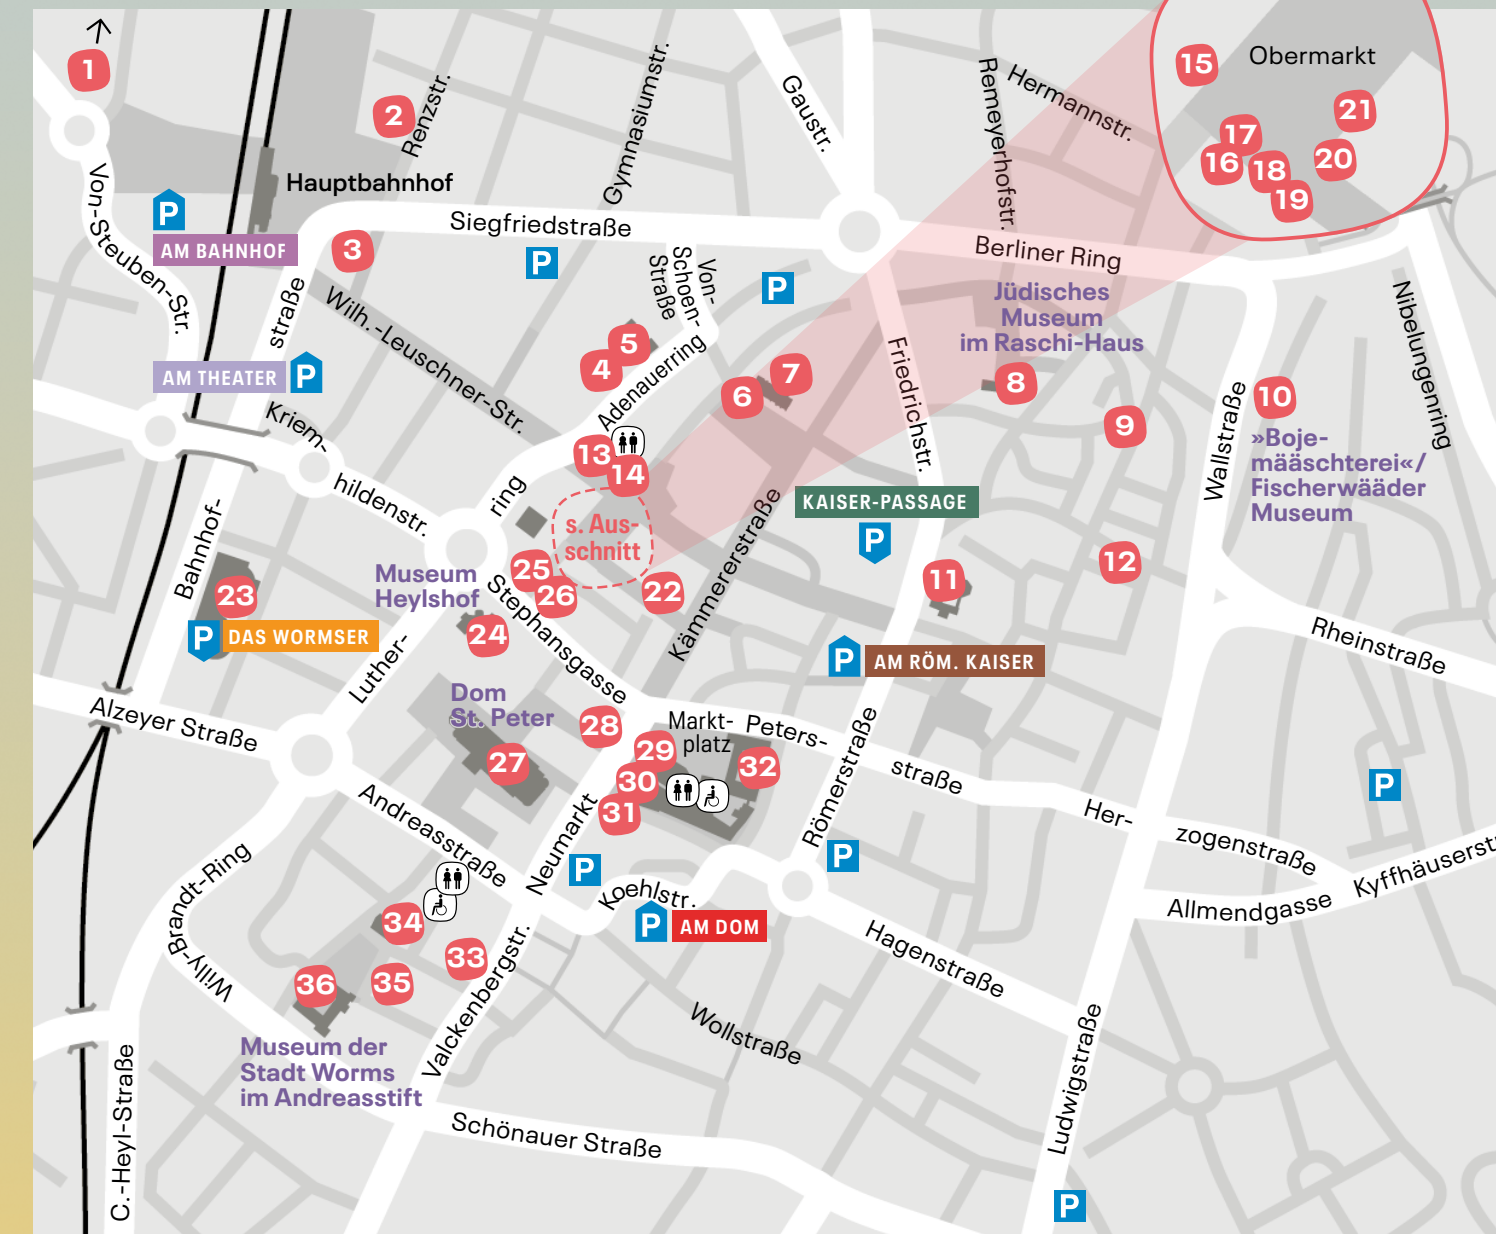 1
2
Renzstr.
Gymnasiumstr.
Gaustr.
Remeyerhofstr.
Hermannstr.
15
Obermarkt
21
17
16
18
20
19
Hauptbahnhof
P
AM BAHNHOF
Von-Steuben-Str.
3
Siegfriedstraße
P
Von-
Schoen-
Straße
P
Berliner Ring
Jüdisches
Museum
im Raschi-Haus
8
Nibelungenring
straße
Wilh.-Leuschner-Str.
5
4
Adenauerring
7
6
Friedrichstr.
9
Wallstraße
10
»Boje-
määschterei«/
Fischerwääder
Museum
AM THEATER
P
Kriem-
hildenstr.
13
14
ring
s. Aus-
schnitt
Kämmererstraße
KAISER-PASSAGE
P
11
12
Bahnhof-
23
P
DAS WORMSER
Museum
Heylshof
25
26
22
24
Stephansgasse
Luther-
P
AM RÖM. KAISER
Rheinstraße
Alzeyer Straße
Dom
St. Peter
27
28
Markt-
platz
29
30
31
32
Peters-
straße
Römerstraße
Her-
zogenstraße
P
Kyffhäuserst
Allmendgasse
Andreasstraße
Neumarkt
P
Koehlstr.
P
AM DOM
P
Hagenstraße
Willy-Brandt-Ring
34
33
35
36
Valckenbergstr.
Wollstraße
Museum der
Stadt Worms
im Andreasstift
C.-Heyl-Straße
Schönauer Straße
Ludwigstraße
P